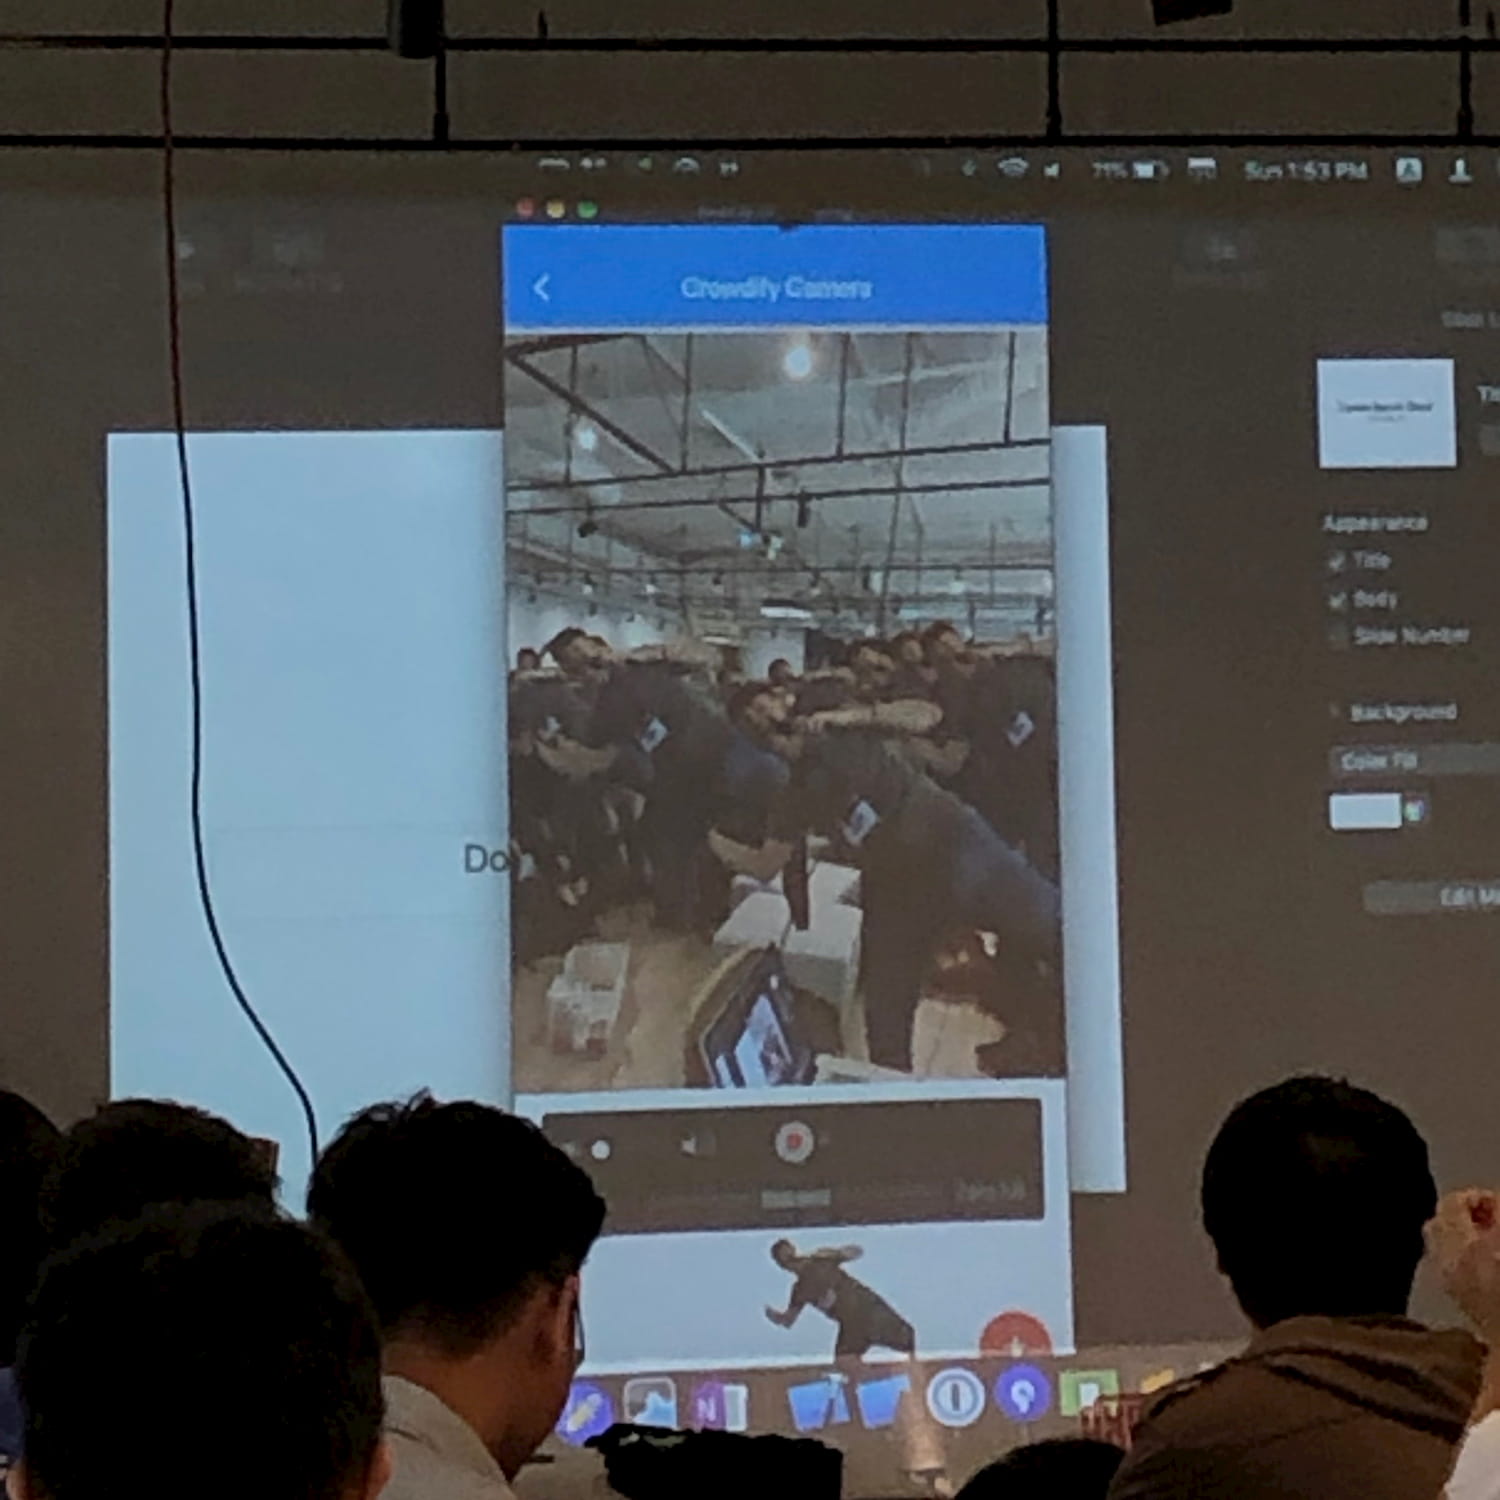 71%
Sun 1:53 PM
Crowdify Camera
Do
Appearance
Title
Body
Slide Number
Background
Color Fill
Edit
N